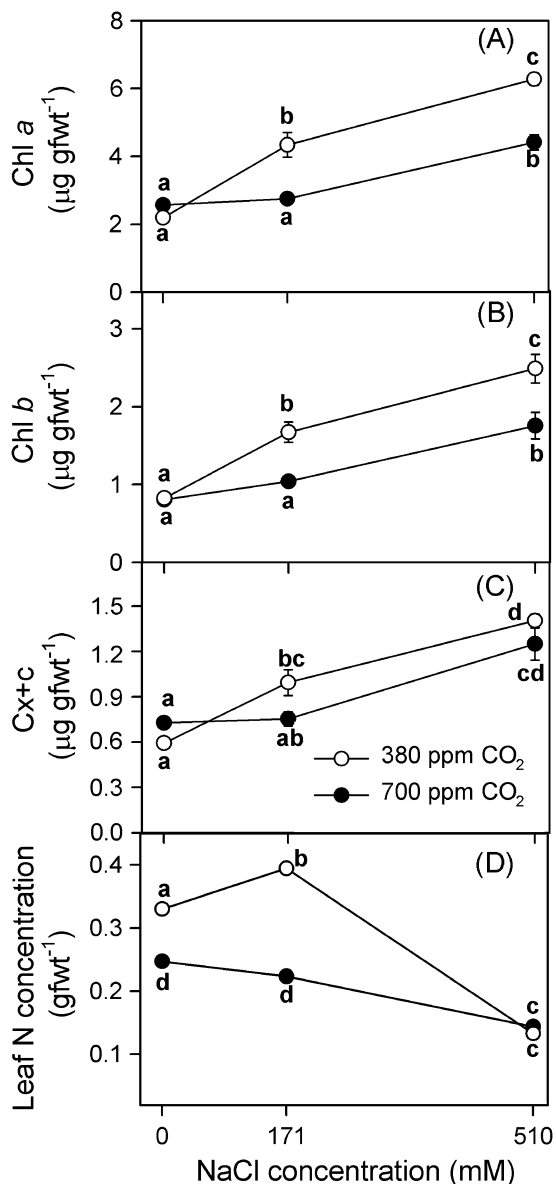 8
(A)
c
6
b
Chl a
(µg gfwt⁻¹)
4
b
a
2
a
a
0
(B)
3
c
b
2
Chl b
(µg gfwt⁻¹)
b
a
1
a
a
0
(C)
1.5
d
1.2
bc
Cx+c
(µg gfwt⁻¹)
cd
0.9
a
ab
0.6
a
380 ppm CO₂
0.3
700 ppm CO₂
0.0
(D)
0.4
b
a
Leaf N concentration
(gfwt⁻¹)
0.3
d
d
0.2
c
c
0.1
0 171 510
NaCl concentration (mM)